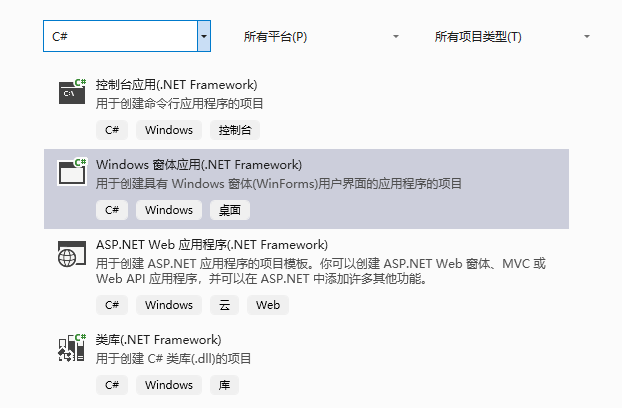 C# 所有平台(P) 所有项目类型(T)
控制台应用(.NET Framework)
用于创建命令行应用程序的项目
C# Windows 控制台
Windows 窗体应用(.NET Framework)
用于创建具有 Windows 窗体(WinForms)用户界面的应用程序的项目
C# Windows 桌面
ASP.NET Web 应用程序(.NET Framework)
用于创建 ASP.NET 应用程序的项目模板。你可以创建 ASP.NET Web 窗体、MVC 或
Web API 应用程序，并可以在 ASP.NET 中添加许多其他功能。
C# Windows 云 Web
类库(.NET Framework)
用于创建 C# 类库(.dll)的项目
C# Windows 库